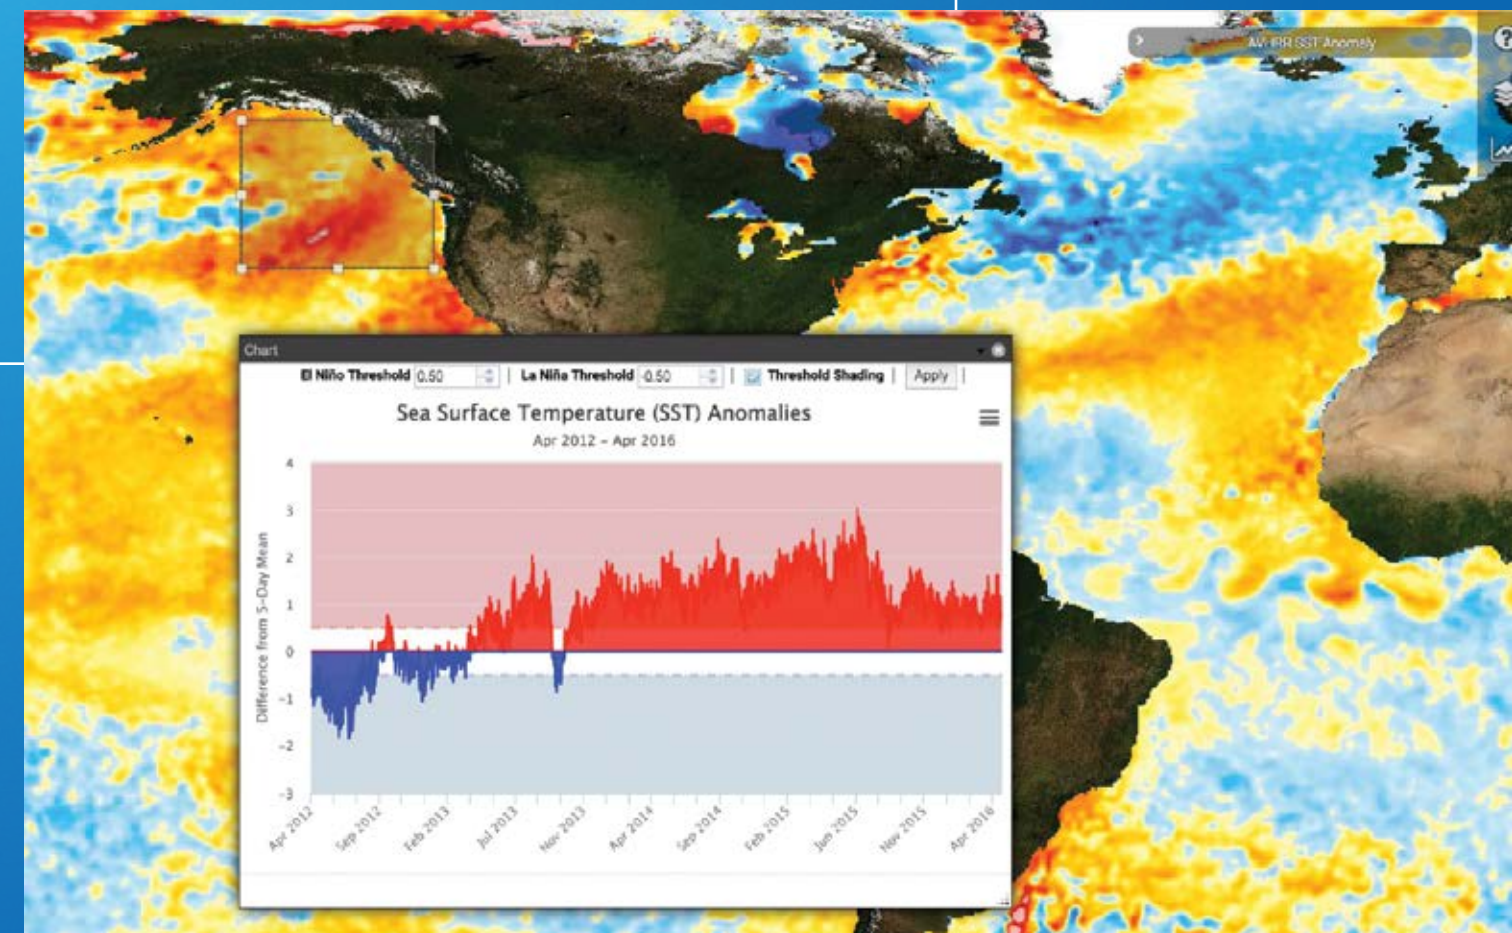 AVHRR SST Anomaly
?
Chart
El Niño Threshold 0.50 | La Niña Threshold -0.50 | Threshold Shading | Apply |
Sea Surface Temperature (SST) Anomalies
Apr 2012 – Apr 2016
Difference from 5-Day Mean
4
3
2
1
0
-1
-2
-3
Apr 2012
Sep 2012
Feb 2013
Jul 2013
Nov 2013
Apr 2014
Sep 2014
Feb 2015
Jun 2015
Nov 2015
Apr 2016